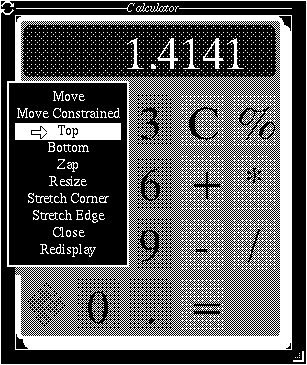 Calculator
1.4141
Move
Move Constrained
Top
Bottom
Zap
Resize
Stretch Corner
Stretch Edge
Close
Redisplay
3 C %
6 + *
9 - /
0 . =